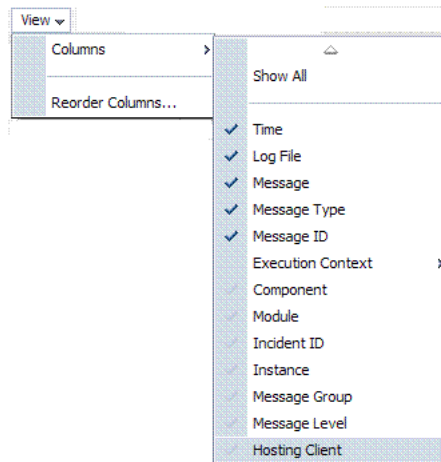 View
Columns
Reorder Columns...
Show All
Time
Log File
Message
Message Type
Message ID
Execution Context
Component
Module
Incident ID
Instance
Message Group
Message Level
Hosting Client